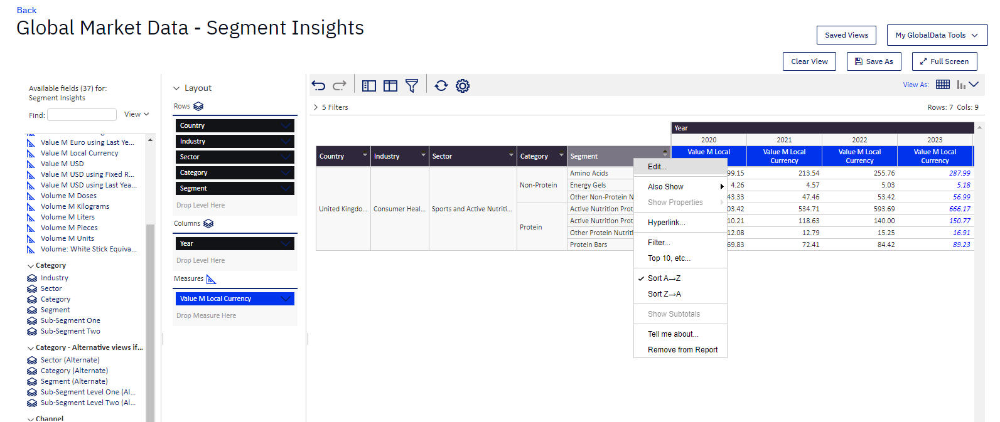 Back
Global Market Data - Segment Insights
Saved Views
My GlobalData Tools
Clear View
Save As
Full Screen
Available fields (37) for:
Segment Insights
Find:
View
Value M Euro using Last Ye...
Value M Local Currency
Value M USD
Value M USD using Fixed R...
Value M USD using Last Yea...
Volume M Doses
Volume M Kilograms
Volume M Liters
Volume M Pieces
Volume M Units
Volume: White Stick Equiva...
Category
Industry
Sector
Category
Segment
Sub-Segment One
Sub-Segment Two
Category - Alternative views if...
Sector (Alternate)
Category (Alternate)
Segment (Alternate)
Sub-Segment Level One (Al...
Sub-Segment Level Two (Al...
Channel
Layout
Rows
Country
Industry
Sector
Category
Segment
Drop Level Here
Columns
Year
Drop Level Here
Measures
Value M Local Currency
Drop Measure Here
View As:
5 Filters
Rows: 7 Cols: 9
Year
2020 2021 2022 2023
Country Industry Sector Category Segment Value M Local Value M Local Currency Value M Local Currency Value M Local Currency
United Kingdo... Consumer Heal... Sports and Active Nutriti...
Non-Protein
Amino Acids 99.15 213.54 255.76 287.99
Energy Gels 4.26 4.57 5.03 5.18
Other Non-Protein N 43.33 47.46 53.42 56.99
Protein
Active Nutrition Prot 03.42 534.71 593.69 666.17
Active Nutrition Prot 10.21 118.63 140.00 150.77
Other Protein Nutriti 12.08 12.79 15.25 16.91
Protein Bars 69.83 72.41 84.42 89.23
Edit...
Also Show
Show Properties
Hyperlink...
Filter...
Top 10, etc...
Sort A→Z
Sort Z→A
Show Subtotals
Tell me about...
Remove from Report